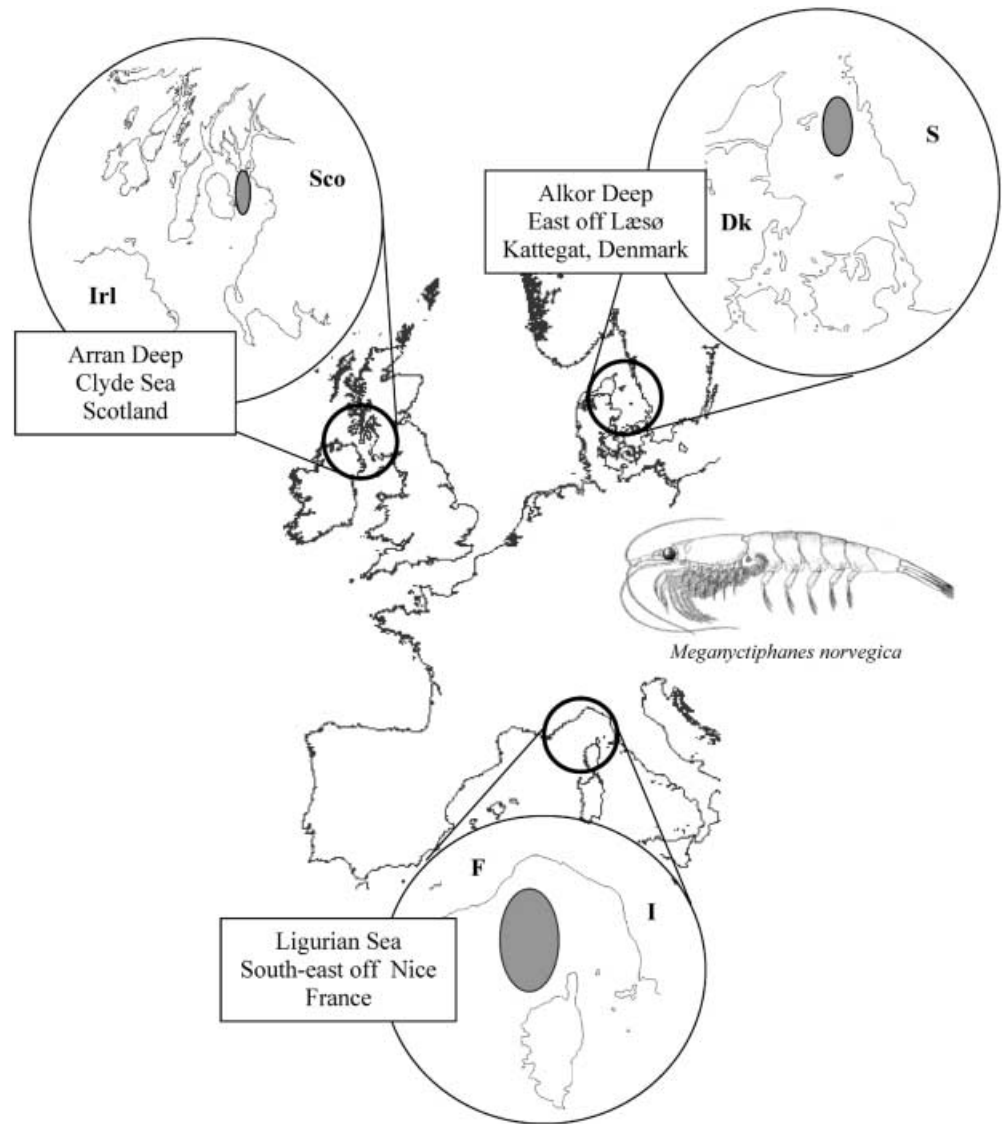 Sco
Irl
Arran Deep
Clyde Sea
Scotland
Alkor Deep
East off Læsø
Kattegat, Denmark
S
Dk
Meganyctiphanes norvegica
F
I
Ligurian Sea
South-east off Nice
France